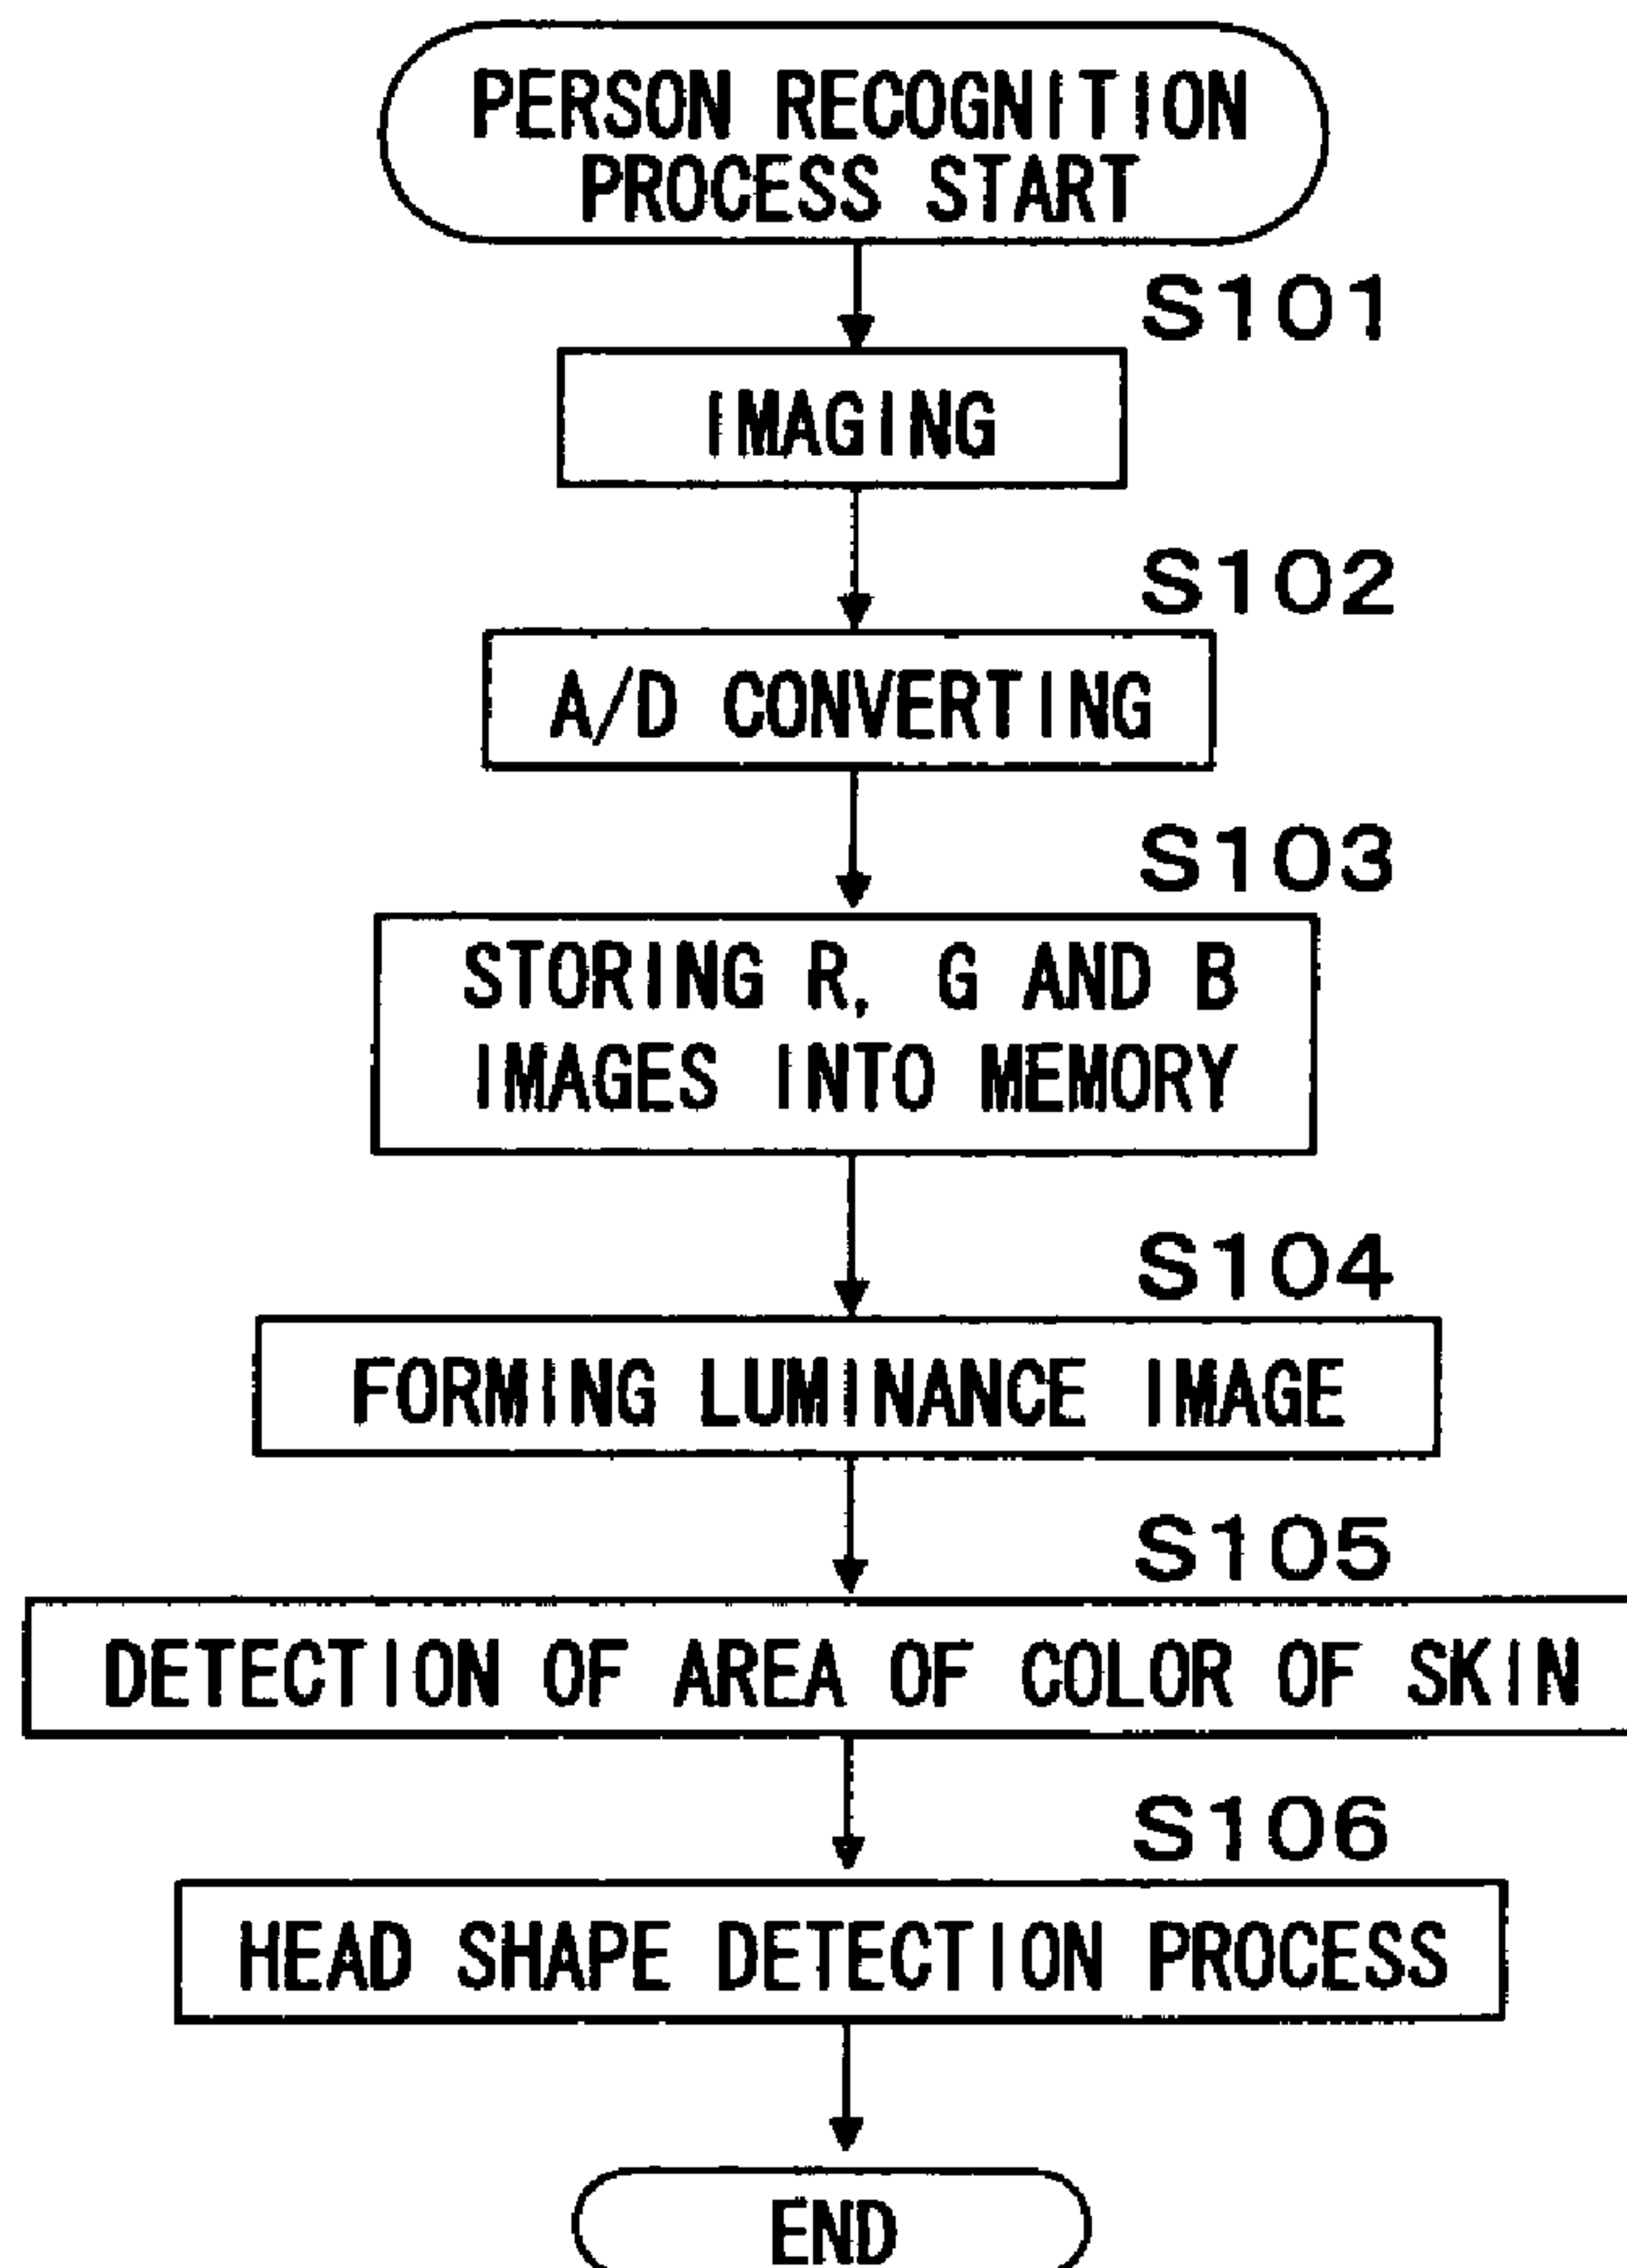 PERSON RECOGNITION
PROCESS START
S101
IMAGING
S102
A/D CONVERTING
S103
STORING R, G AND B
IMAGES INTO MEMORY
S104
FORMING LUMINANCE IMAGE
S105
DETECTION OF AREA OF COLOR OF SKIN
S106
HEAD SHAPE DETECTION PROCESS
END